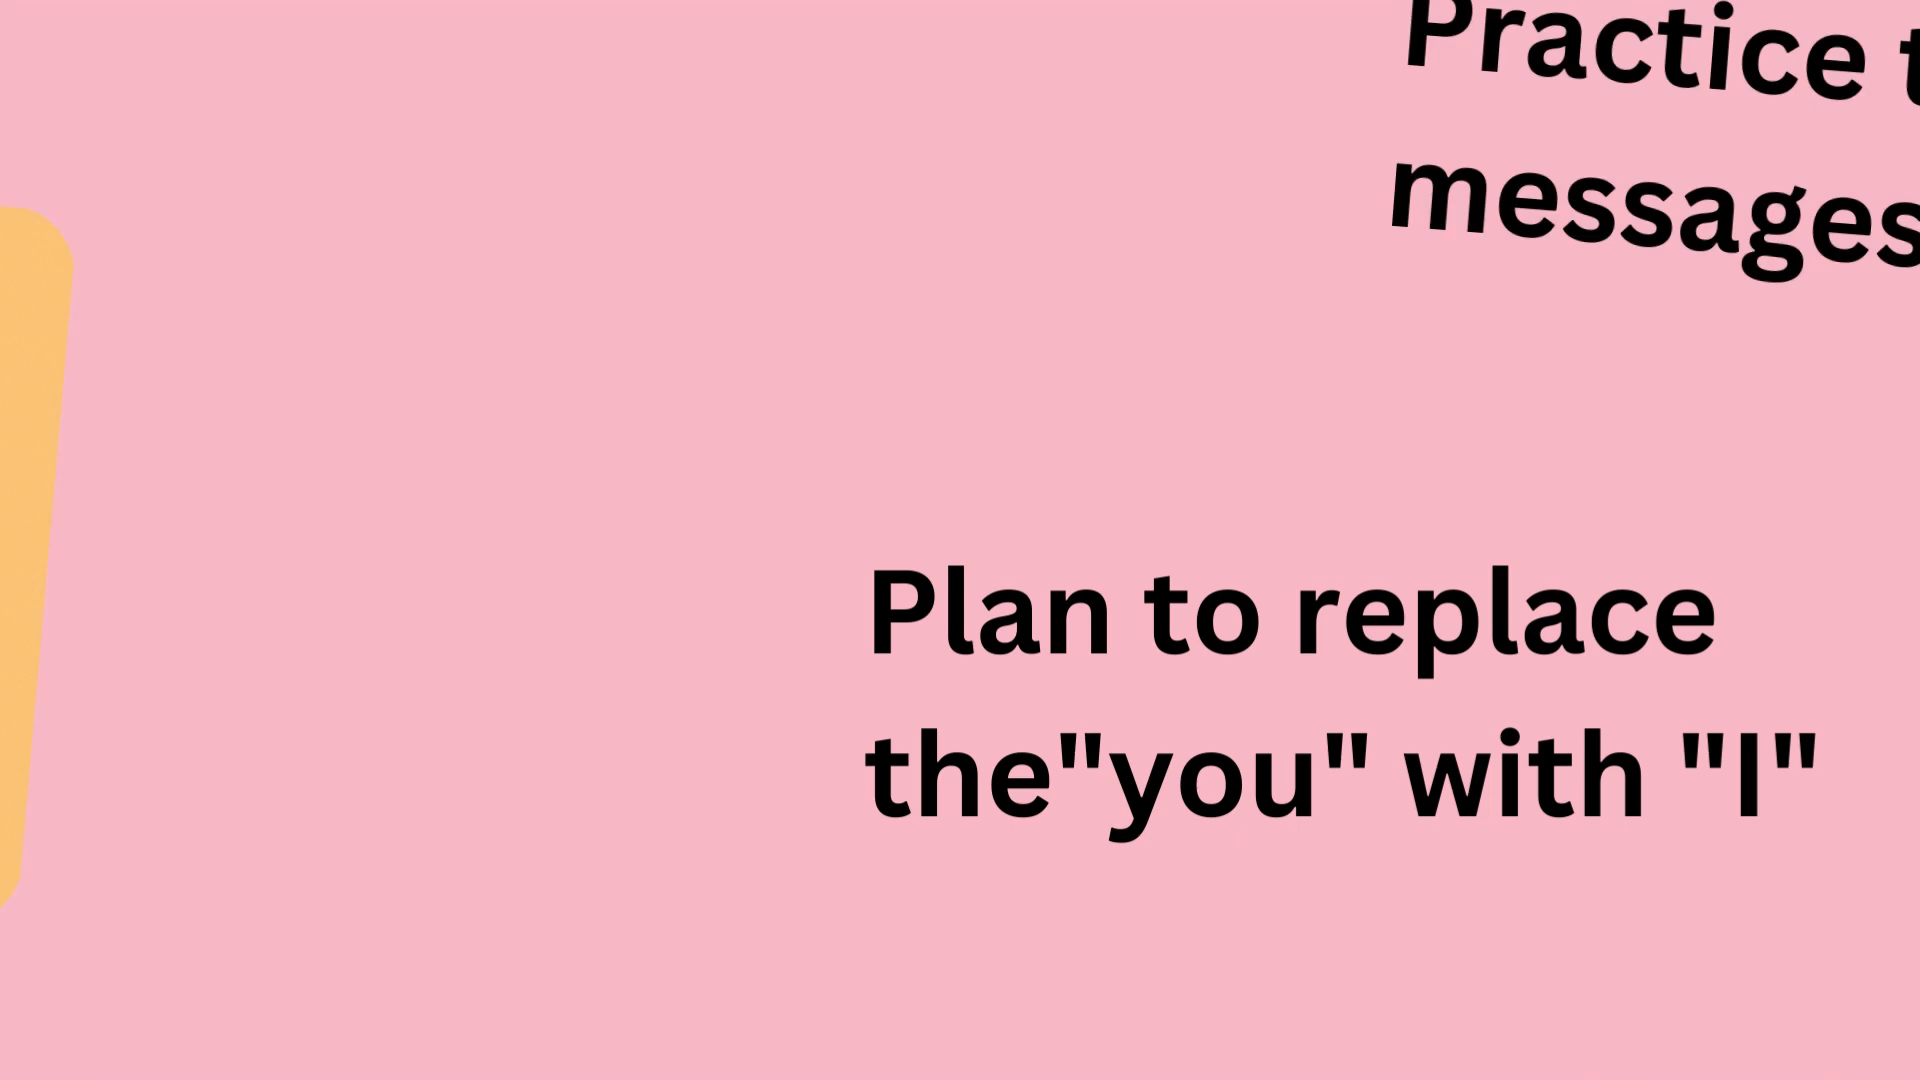 Practice
messages
Plan to replace
the"you" with "I"